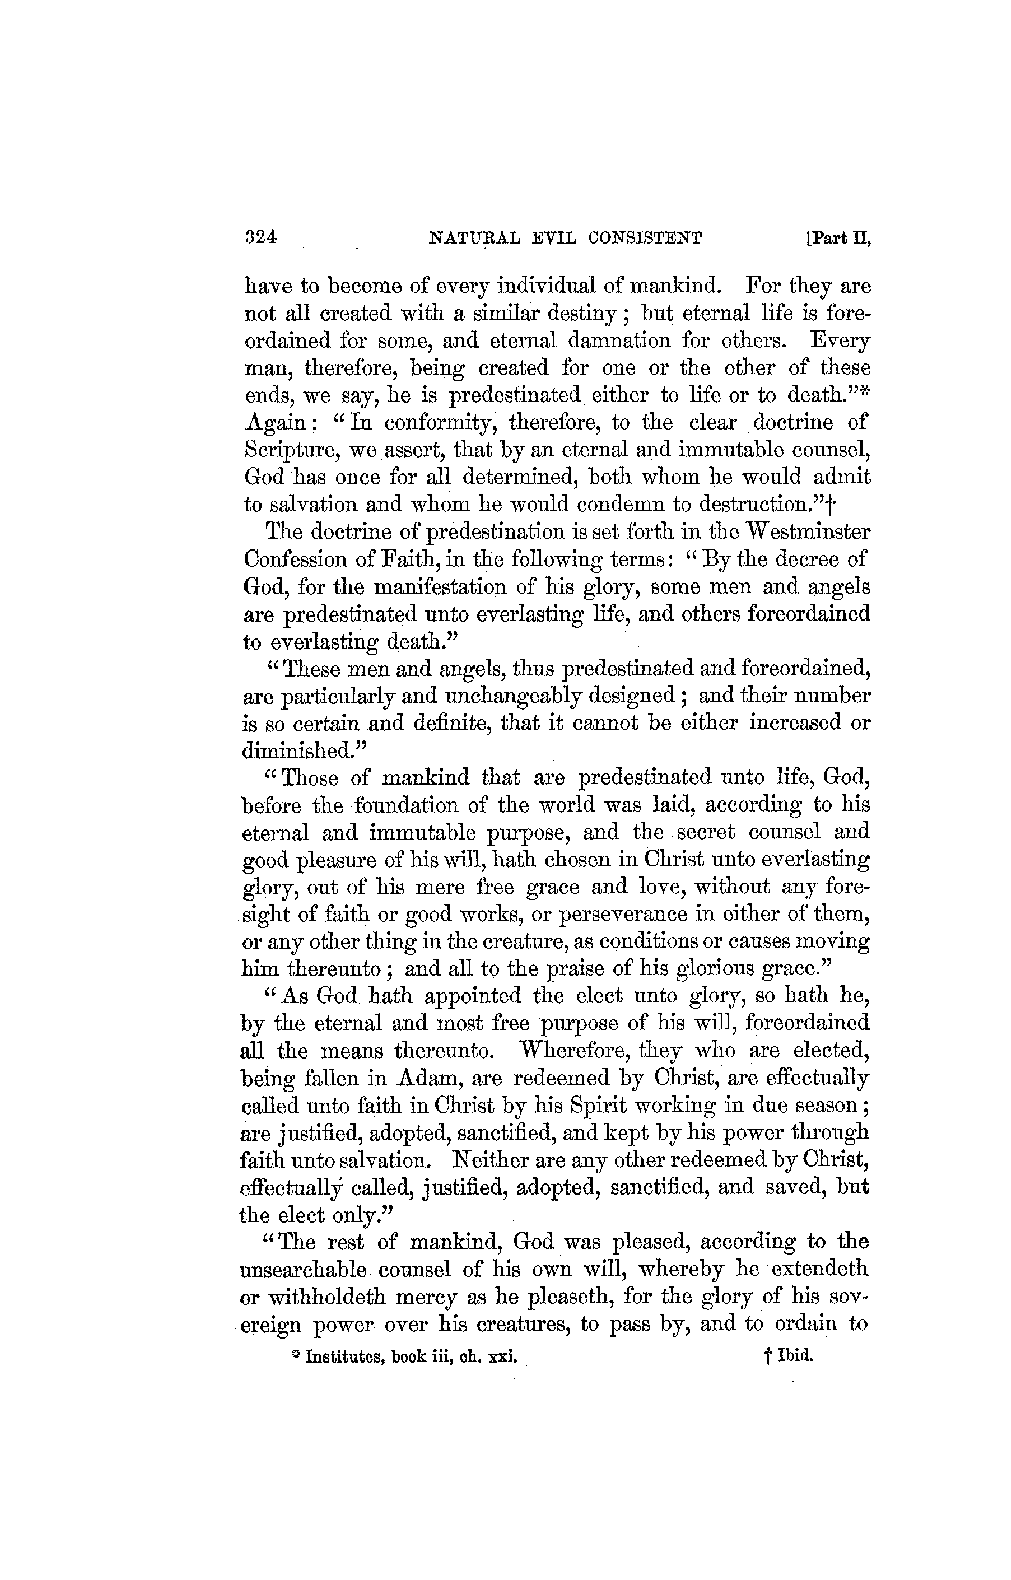 324 NATURAL EVIL CONSISTENT [Part II,
have to become of every individual of mankind. For they are
not all created with a similar destiny; but eternal life is fore-
ordained for some, and eternal damnation for others. Every
man, therefore, being created for one or the other of these
ends, we say, he is predestinated either to life or to death.”*
Again: “In conformity, therefore, to the clear doctrine of
Scripture, we assert, that by an eternal and immutable counsel,
God has once for all determined, both whom he would admit
to salvation and whom he would condemn to destruction.”†
The doctrine of predestination is set forth in the Westminster
Confession of Faith, in the following terms: “By the decree of
God, for the manifestation of his glory, some men and angels
are predestinated unto everlasting life, and others foreordained
to everlasting death.”
“These men and angels, thus predestinated and foreordained,
are particularly and unchangeably designed; and their number
is so certain and definite, that it cannot be either increased or
diminished.”
“Those of mankind that are predestinated unto life, God,
before the foundation of the world was laid, according to his
eternal and immutable purpose, and the secret counsel and
good pleasure of his will, hath chosen in Christ unto everlasting
glory, out of his mere free grace and love, without any fore-
sight of faith or good works, or perseverance in either of them,
or any other thing in the creature, as conditions or causes moving
him thereunto; and all to the praise of his glorious grace.”
“As God hath appointed the elect unto glory, so hath he,
by the eternal and most free purpose of his will, foreordained
all the means thereunto. Wherefore, they who are elected,
being fallen in Adam, are redeemed by Christ, are effectually
called unto faith in Christ by his Spirit working in due season;
are justified, adopted, sanctified, and kept by his power through
faith unto salvation. Neither are any other redeemed by Christ,
effectually called, justified, adopted, sanctified, and saved, but
the elect only.”
“The rest of mankind, God was pleased, according to the
unsearchable counsel of his own will, whereby he extendeth
or withholdeth mercy as he pleaseth, for the glory of his sov-
ereign power over his creatures, to pass by, and to ordain to
* Institutes, book iii, ch. xxi. † Ibid.